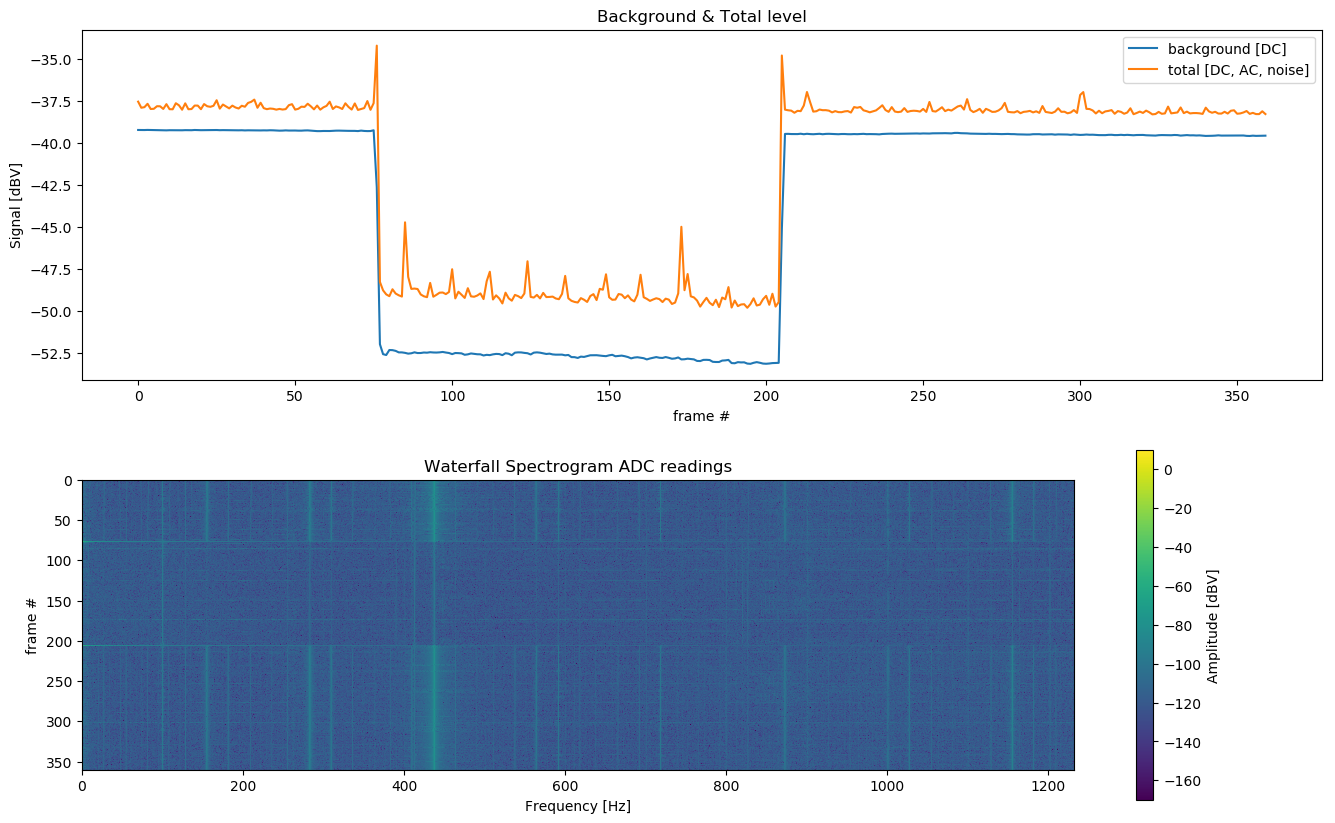 Background & Total level
−35.0
−37.5
−40.0
−42.5
−45.0
−47.5
−50.0
−52.5
Signal [dBV]
background [DC]
total [DC, AC, noise]
0 50 100 150 200 250 300 350
frame #
Waterfall Spectrogram ADC readings
0
50
100
150
200
250
300
350
frame #
0 200 400 600 800 1000 1200
Frequency [Hz]
0
−20
−40
−60
−80
−100
−120
−140
−160
Amplitude [dBV]